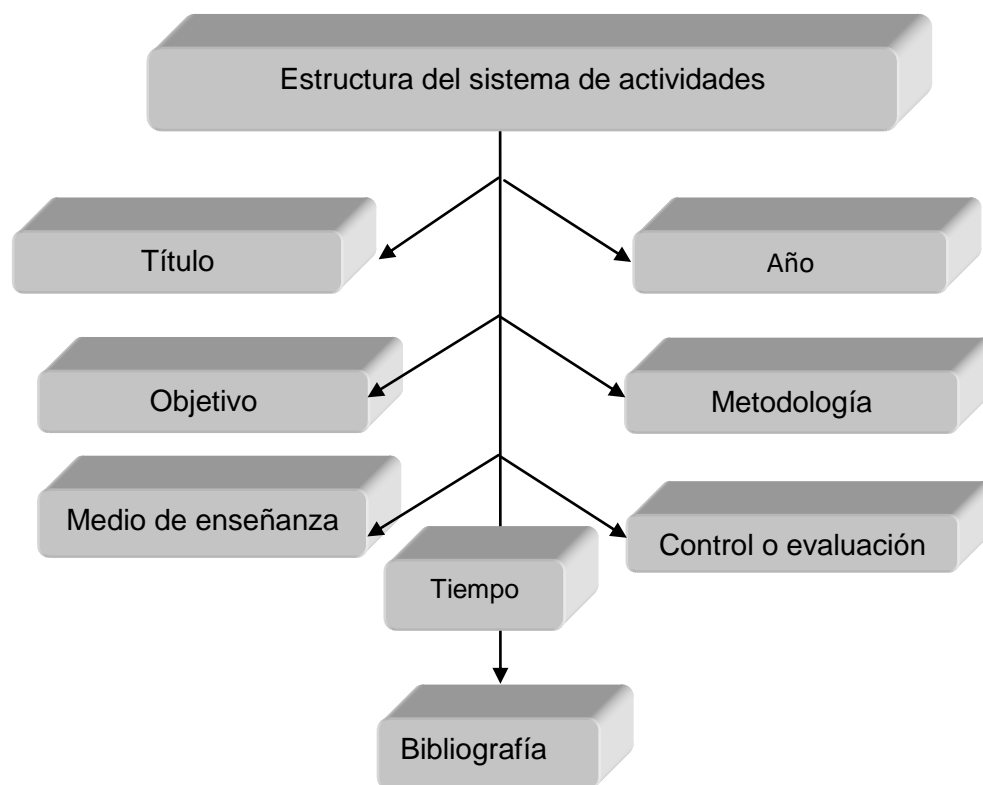 Estructura del sistema de actividades
Título
Año
Objetivo
Metodología
Medio de enseñanza
Control o evaluación
Tiempo
Bibliografía